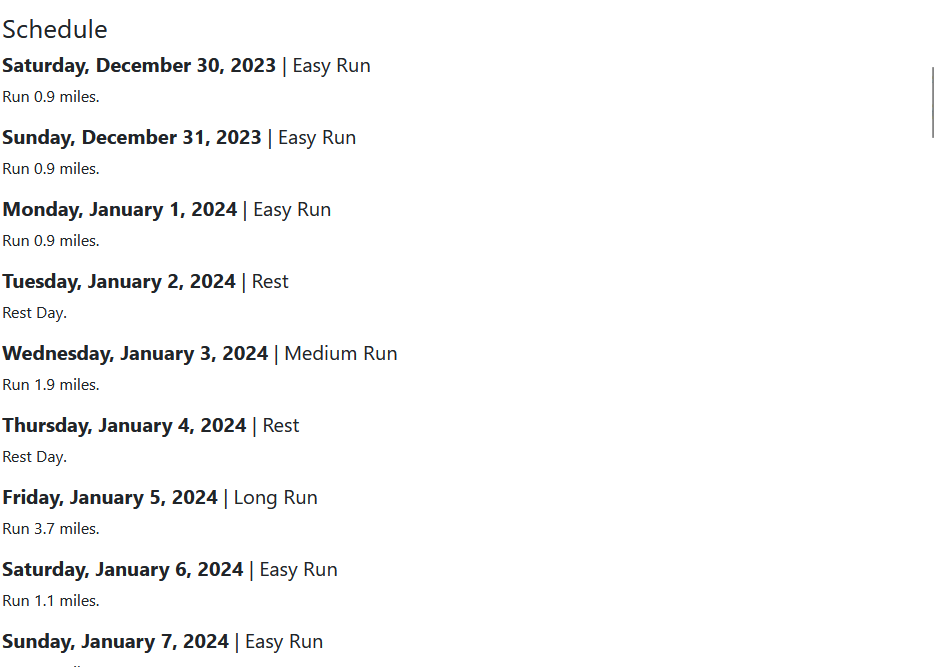 Schedule
Saturday, December 30, 2023 | Easy Run
Run 0.9 miles.
Sunday, December 31, 2023 | Easy Run
Run 0.9 miles.
Monday, January 1, 2024 | Easy Run
Run 0.9 miles.
Tuesday, January 2, 2024 | Rest
Rest Day.
Wednesday, January 3, 2024 | Medium Run
Run 1.9 miles.
Thursday, January 4, 2024 | Rest
Rest Day.
Friday, January 5, 2024 | Long Run
Run 3.7 miles.
Saturday, January 6, 2024 | Easy Run
Run 1.1 miles.
Sunday, January 7, 2024 | Easy Run